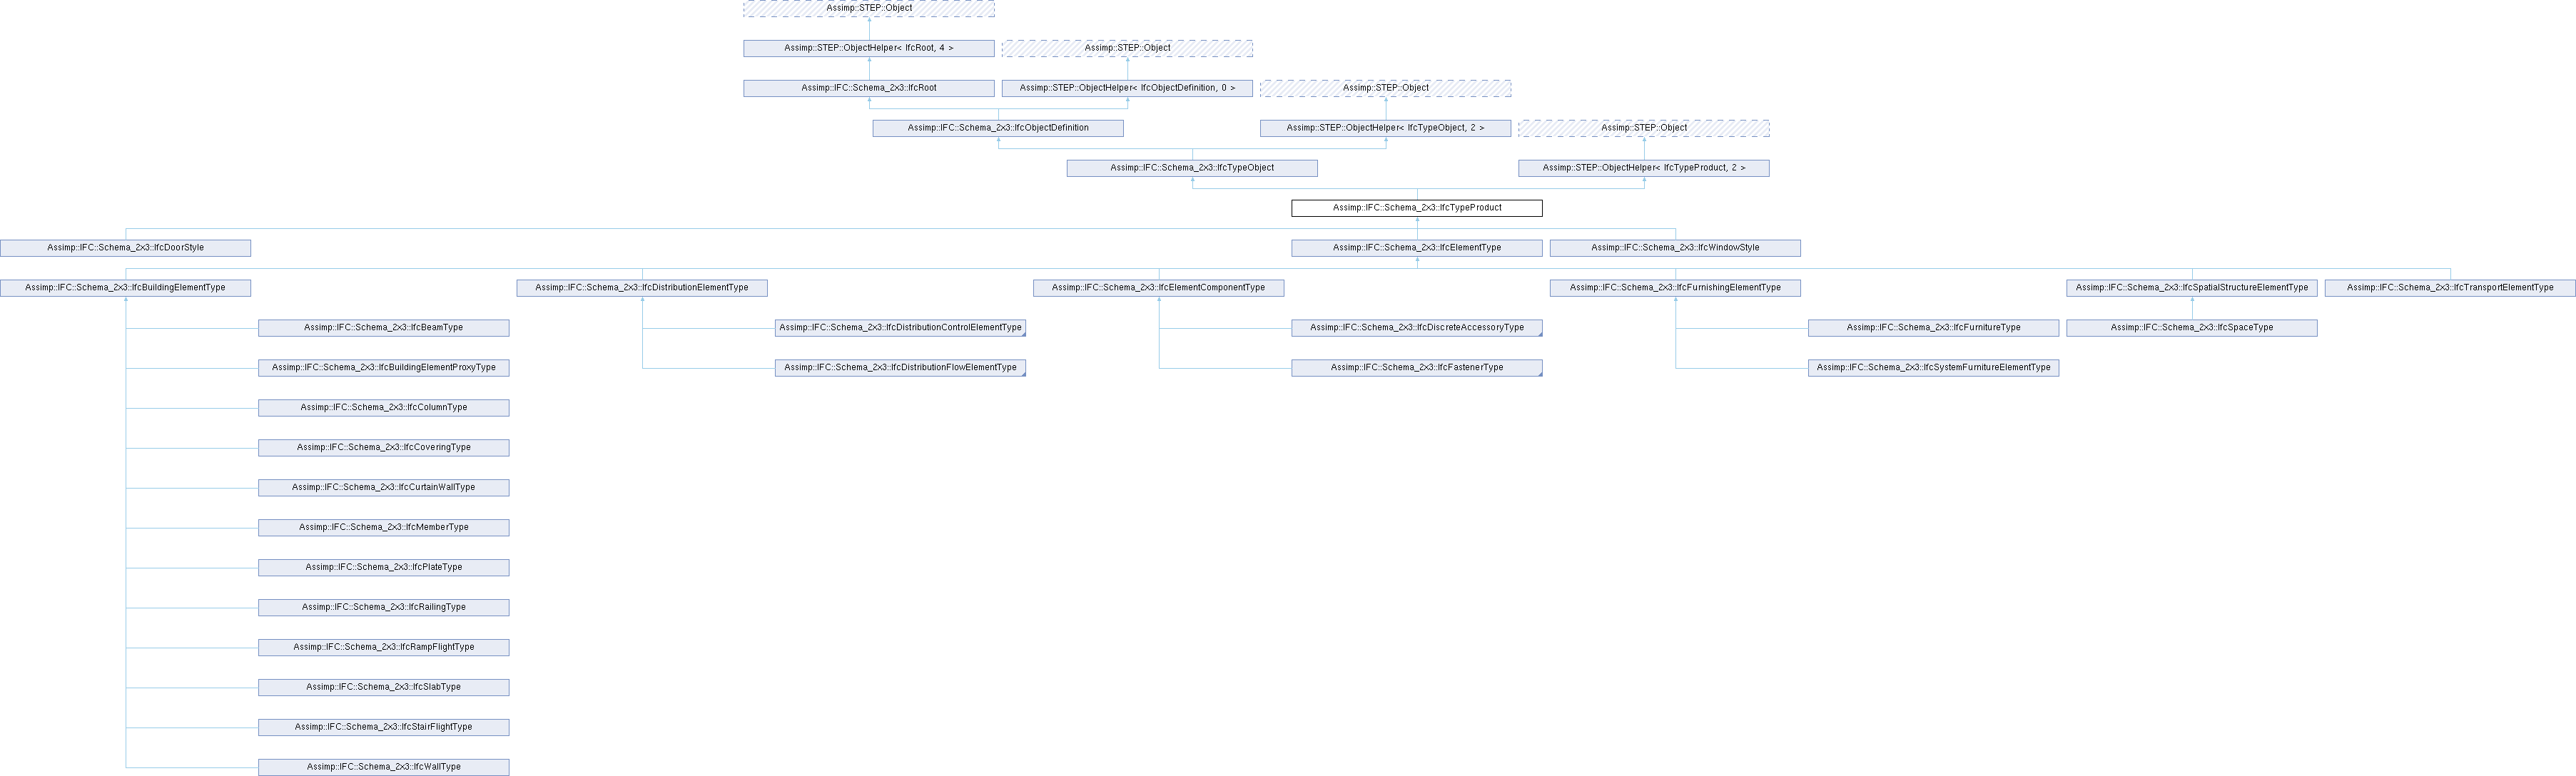 Assimp::STEP::Object
Assimp::STEP::ObjectHelper< IfcRoot, 4 >
Assimp::STEP::Object
Assimp::IFC::Schema_2x3::IfcRoot
Assimp::STEP::ObjectHelper< IfcObjectDefinition, 0 >
Assimp::STEP::Object
Assimp::IFC::Schema_2x3::IfcObjectDefinition
Assimp::STEP::ObjectHelper< IfcTypeObject, 2 >
Assimp::STEP::Object
Assimp::IFC::Schema_2x3::IfcTypeObject
Assimp::STEP::ObjectHelper< IfcTypeProduct, 2 >
Assimp::IFC::Schema_2x3::IfcTypeProduct
Assimp::IFC::Schema_2x3::IfcDoorStyle
Assimp::IFC::Schema_2x3::IfcElementType
Assimp::IFC::Schema_2x3::IfcWindowStyle
Assimp::IFC::Schema_2x3::IfcBuildingElementType
Assimp::IFC::Schema_2x3::IfcDistributionElementType
Assimp::IFC::Schema_2x3::IfcElementComponentType
Assimp::IFC::Schema_2x3::IfcFurnishingElementType
Assimp::IFC::Schema_2x3::IfcSpatialStructureElementType
Assimp::IFC::Schema_2x3::IfcTransportElementType
Assimp::IFC::Schema_2x3::IfcBeamType
Assimp::IFC::Schema_2x3::IfcDistributionControlElementType
Assimp::IFC::Schema_2x3::IfcDiscreteAccessoryType
Assimp::IFC::Schema_2x3::IfcFurnitureType
Assimp::IFC::Schema_2x3::IfcSpaceType
Assimp::IFC::Schema_2x3::IfcBuildingElementProxyType
Assimp::IFC::Schema_2x3::IfcDistributionFlowElementType
Assimp::IFC::Schema_2x3::IfcFastenerType
Assimp::IFC::Schema_2x3::IfcSystemFurnitureElementType
Assimp::IFC::Schema_2x3::IfcColumnType
Assimp::IFC::Schema_2x3::IfcCoveringType
Assimp::IFC::Schema_2x3::IfcCurtainWallType
Assimp::IFC::Schema_2x3::IfcMemberType
Assimp::IFC::Schema_2x3::IfcPlateType
Assimp::IFC::Schema_2x3::IfcRailingType
Assimp::IFC::Schema_2x3::IfcRampFlightType
Assimp::IFC::Schema_2x3::IfcSlabType
Assimp::IFC::Schema_2x3::IfcStairFlightType
Assimp::IFC::Schema_2x3::IfcWallType